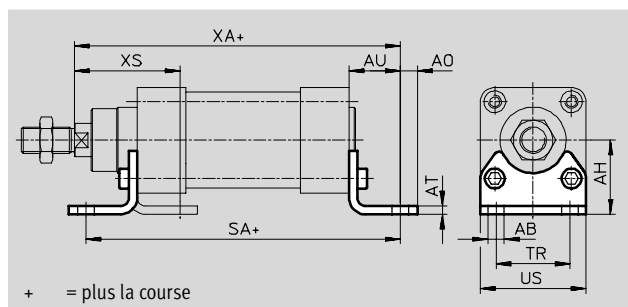 XA+
XS
AU
AO
AT
AH
SA+
AB
TR
US
+ = plus la course